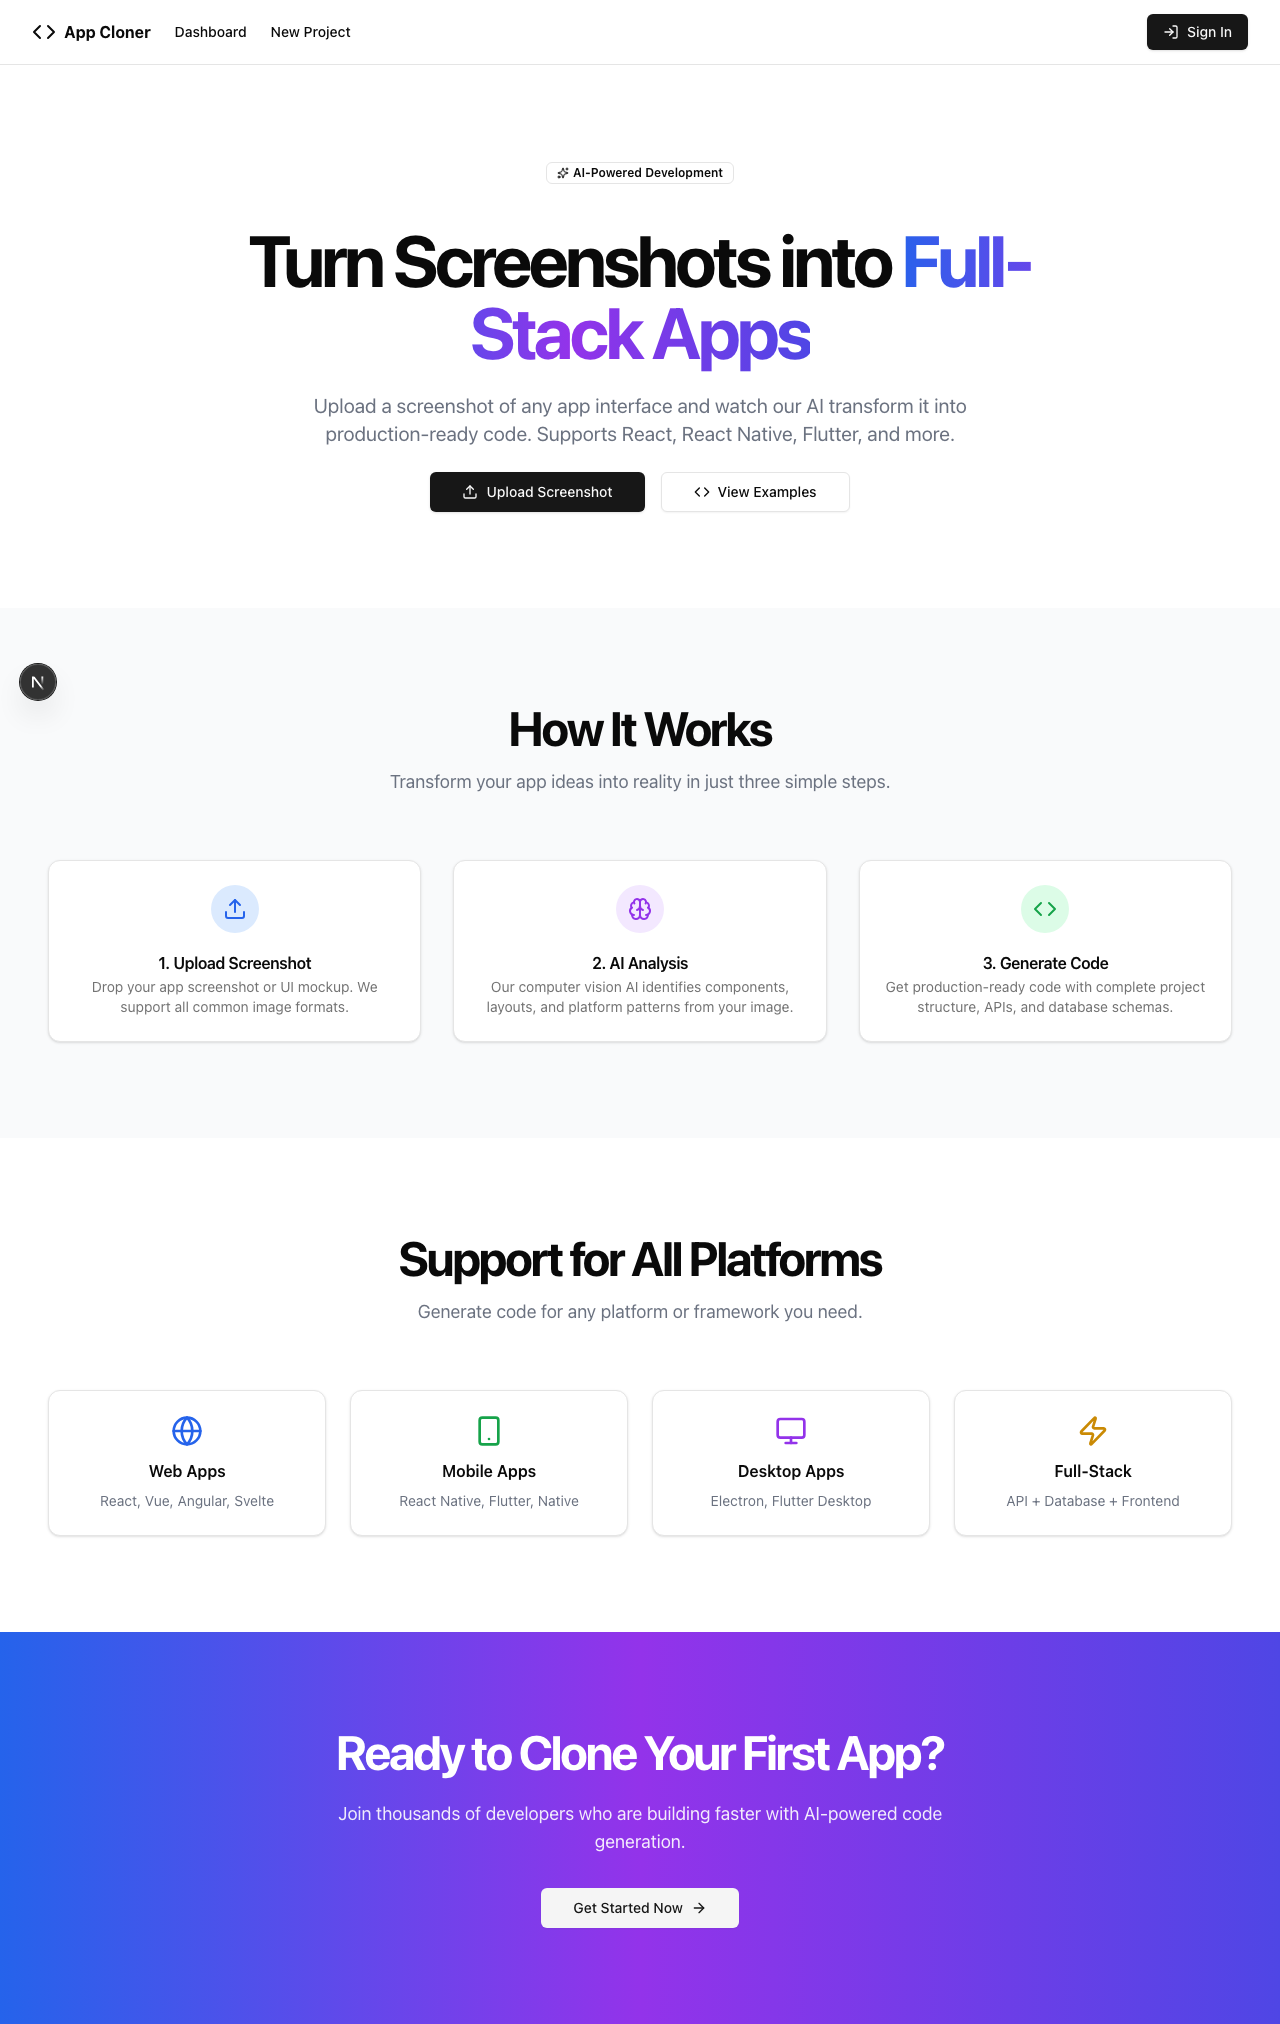 App Cloner Dashboard New Project Sign In
AI-Powered Development
Turn Screenshots into Full-
Stack Apps
Upload a screenshot of any app interface and watch our AI transform it into
production-ready code. Supports React, React Native, Flutter, and more.
Upload Screenshot View Examples
N
How It Works
Transform your app ideas into reality in just three simple steps.
1. Upload Screenshot
Drop your app screenshot or UI mockup. We
support all common image formats.
2. AI Analysis
Our computer vision AI identifies components,
layouts, and platform patterns from your image.
3. Generate Code
Get production-ready code with complete project
structure, APIs, and database schemas.
Support for All Platforms
Generate code for any platform or framework you need.
Web Apps
React, Vue, Angular, Svelte
Mobile Apps
React Native, Flutter, Native
Desktop Apps
Electron, Flutter Desktop
Full-Stack
API + Database + Frontend
Ready to Clone Your First App?
Join thousands of developers who are building faster with AI-powered code
generation.
Get Started Now